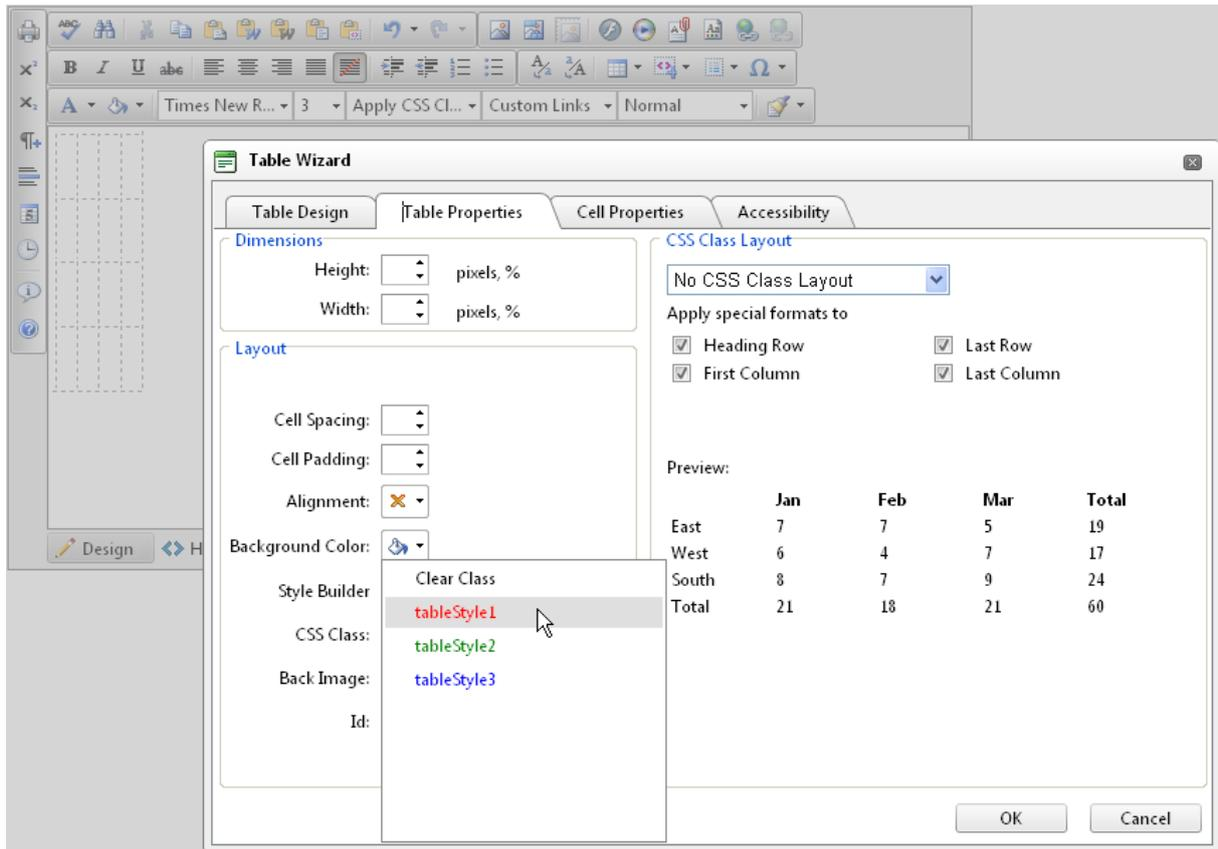 ABC
abc
Times New R... 3 Apply CSS Cl... Custom Links Normal
Table Wizard
Table Design Table Properties Cell Properties Accessibility
Dimensions
Height: pixels, %
Width: pixels, %
Layout
Cell Spacing:
Cell Padding:
Alignment:
Background Color:
Style Builder
CSS Class:
Back Image:
Id:
Clear Class
tableStyle1
tableStyle2
tableStyle3
CSS Class Layout
No CSS Class Layout
Apply special formats to
Heading Row Last Row
First Column Last Column
Preview:
Jan Feb Mar Total
East 7 7 5 19
West 6 4 7 17
South 8 7 9 24
Total 21 18 21 60
Design H
OK Cancel